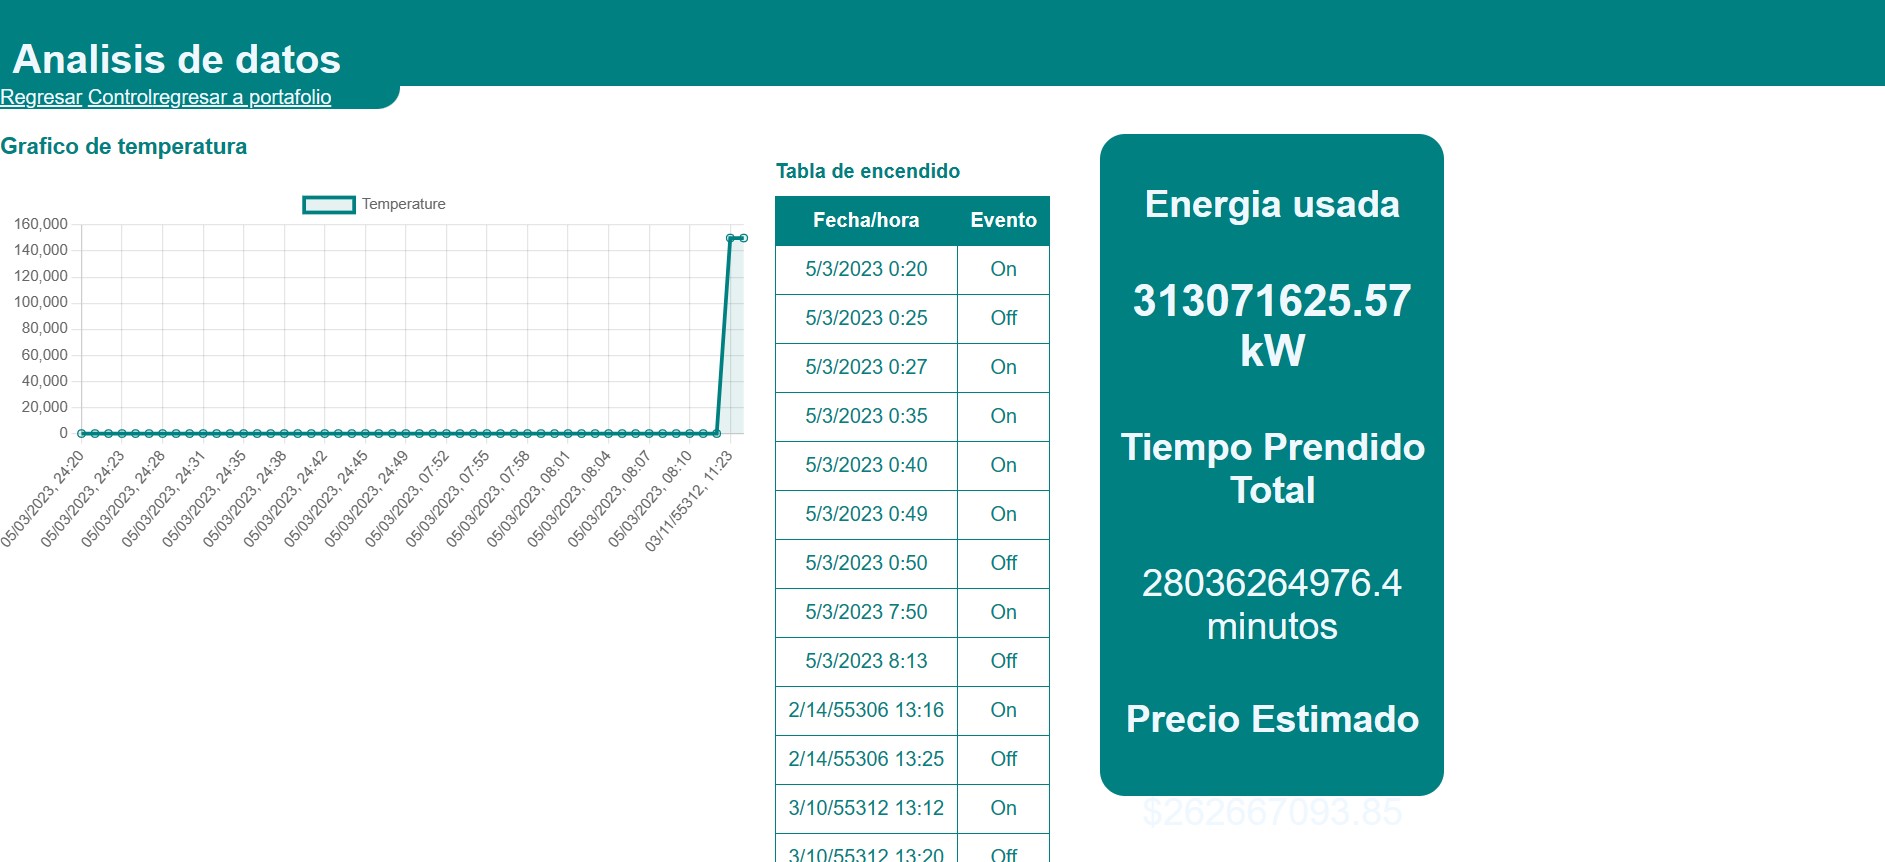 Analisis de datos
Regresar Controlregresar a portafolio
Grafico de temperatura
Temperature
160,000
140,000
120,000
100,000
80,000
60,000
40,000
20,000
0
05/03/2023, 24:20
05/03/2023, 24:23
05/03/2023, 24:28
05/03/2023, 24:31
05/03/2023, 24:35
05/03/2023, 24:38
05/03/2023, 24:42
05/03/2023, 24:45
05/03/2023, 24:49
05/03/2023, 07:52
05/03/2023, 07:55
05/03/2023, 07:58
05/03/2023, 08:01
05/03/2023, 08:04
05/03/2023, 08:07
05/03/2023, 08:10
03/11/55312, 11:23
Tabla de encendido
Fecha/hora Evento
5/3/2023 0:20 On
5/3/2023 0:25 Off
5/3/2023 0:27 On
5/3/2023 0:35 On
5/3/2023 0:40 On
5/3/2023 0:49 On
5/3/2023 0:50 Off
5/3/2023 7:50 On
5/3/2023 8:13 Off
2/14/55306 13:16 On
2/14/55306 13:25 Off
3/10/55312 13:12 On
3/10/55312 13:20 Off
Energia usada
313071625.57
kW
Tiempo Prendido
Total
28036264976.4
minutos
Precio Estimado
$262667093.85